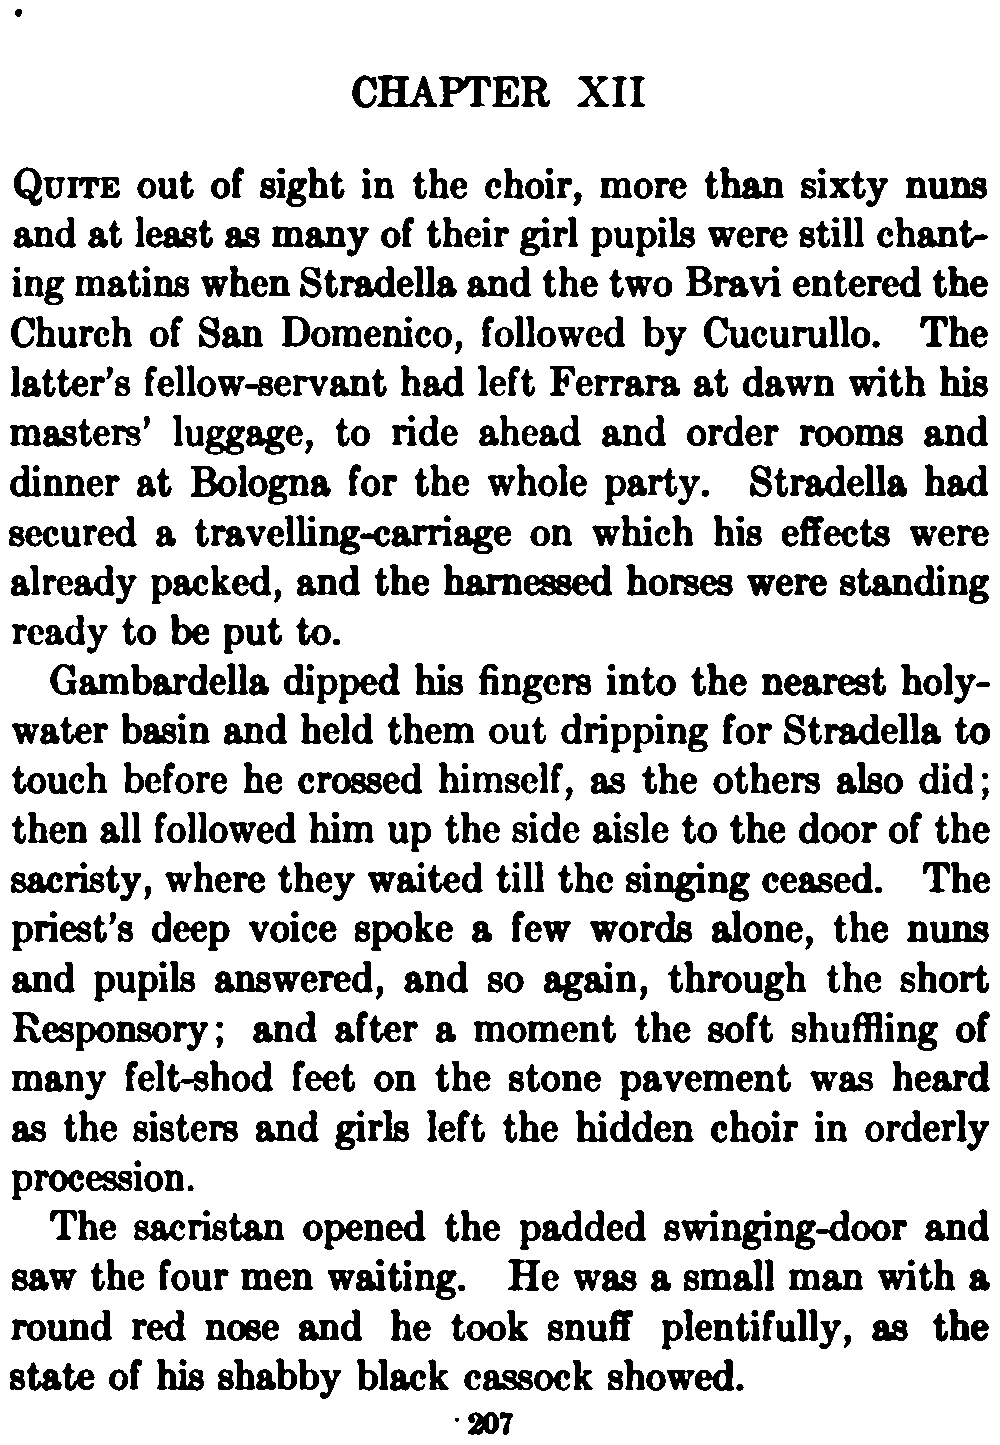 CHAPTER XII
QUITE out of sight in the choir, more than sixty nuns
and at least as many of their girl pupils were still chant-
ing matins when Stradella and the two Bravi entered the
Church of San Domenico, followed by Cucurullo. The
latter's fellow-servant had left Ferrara at dawn with his
masters' luggage, to ride ahead and order rooms and
dinner at Bologna for the whole party. Stradella had
secured a travelling-carriage on which his effects were
already packed, and the harnessed horses were standing
ready to be put to.
Gambardella dipped his fingers into the nearest holy-
water basin and held them out dripping for Stradella to
touch before he crossed himself, as the others also did;
then all followed him up the side aisle to the door of the
sacristy, where they waited till the singing ceased. The
priest's deep voice spoke a few words alone, the nuns
and pupils answered, and so again, through the short
Responsory; and after a moment the soft shuffling of
many felt-shod feet on the stone pavement was heard
as the sisters and girls left the hidden choir in orderly
procession.
The sacristan opened the padded swinging-door and
saw the four men waiting. He was a small man with a
round red nose and he took snuff plentifully, as the
state of his shabby black cassock showed.
207